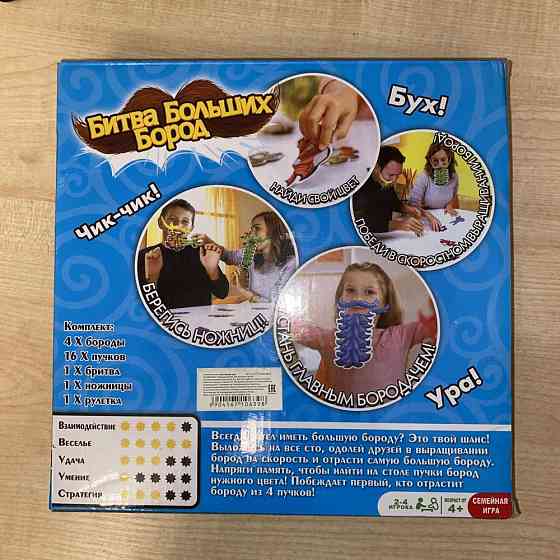 Битва Больших
Бород
Бух!
Чик-чик!
НАЙДИ СВОЙ ЦВЕТ
ПОБЕДИ В СКОРОСТНОМ ВЫРАЩИВАНИИ БОРОД!
БЕРЕГИСЬ НОЖНИЦ!
СТАНЬ ГЛАВНЫМ БОРОДАЧЕМ!
Ура!
Комплект:
4 X бороды
16 X пучков
1 X бритва
1 X ножницы
1 X рулетка
Взаимодействие
Веселье
Удача
Умение
Стратегия
хотел иметь большую бороду? Это твой шанс!
на все сто, одолей друзей в выращивании
бород на скорость и отрасти самую большую бороду.
Напряги память, чтобы найти на столе пучки бород
нужного цвета! Побеждает первый, кто отрастит
бороду из 4 пучков!
2-4
ИГРОКА
ВОЗРАСТ ОТ
4+
СЕМЕЙНАЯ
ИГРА